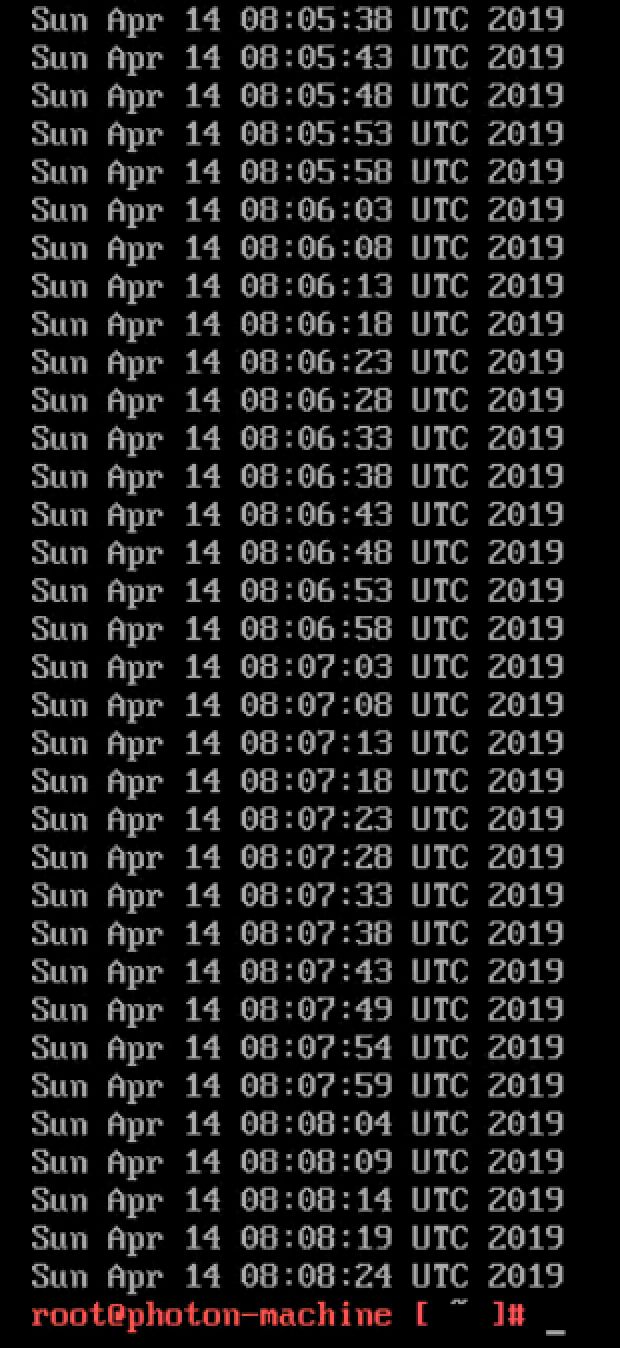 Sun Apr 14 08:05:38 UTC 2019
Sun Apr 14 08:05:43 UTC 2019
Sun Apr 14 08:05:48 UTC 2019
Sun Apr 14 08:05:53 UTC 2019
Sun Apr 14 08:05:58 UTC 2019
Sun Apr 14 08:06:03 UTC 2019
Sun Apr 14 08:06:08 UTC 2019
Sun Apr 14 08:06:13 UTC 2019
Sun Apr 14 08:06:18 UTC 2019
Sun Apr 14 08:06:23 UTC 2019
Sun Apr 14 08:06:28 UTC 2019
Sun Apr 14 08:06:33 UTC 2019
Sun Apr 14 08:06:38 UTC 2019
Sun Apr 14 08:06:43 UTC 2019
Sun Apr 14 08:06:48 UTC 2019
Sun Apr 14 08:06:53 UTC 2019
Sun Apr 14 08:06:58 UTC 2019
Sun Apr 14 08:07:03 UTC 2019
Sun Apr 14 08:07:08 UTC 2019
Sun Apr 14 08:07:13 UTC 2019
Sun Apr 14 08:07:18 UTC 2019
Sun Apr 14 08:07:23 UTC 2019
Sun Apr 14 08:07:28 UTC 2019
Sun Apr 14 08:07:33 UTC 2019
Sun Apr 14 08:07:38 UTC 2019
Sun Apr 14 08:07:43 UTC 2019
Sun Apr 14 08:07:49 UTC 2019
Sun Apr 14 08:07:54 UTC 2019
Sun Apr 14 08:07:59 UTC 2019
Sun Apr 14 08:08:04 UTC 2019
Sun Apr 14 08:08:09 UTC 2019
Sun Apr 14 08:08:14 UTC 2019
Sun Apr 14 08:08:19 UTC 2019
Sun Apr 14 08:08:24 UTC 2019
root@photon-machine [ ~ ]# _